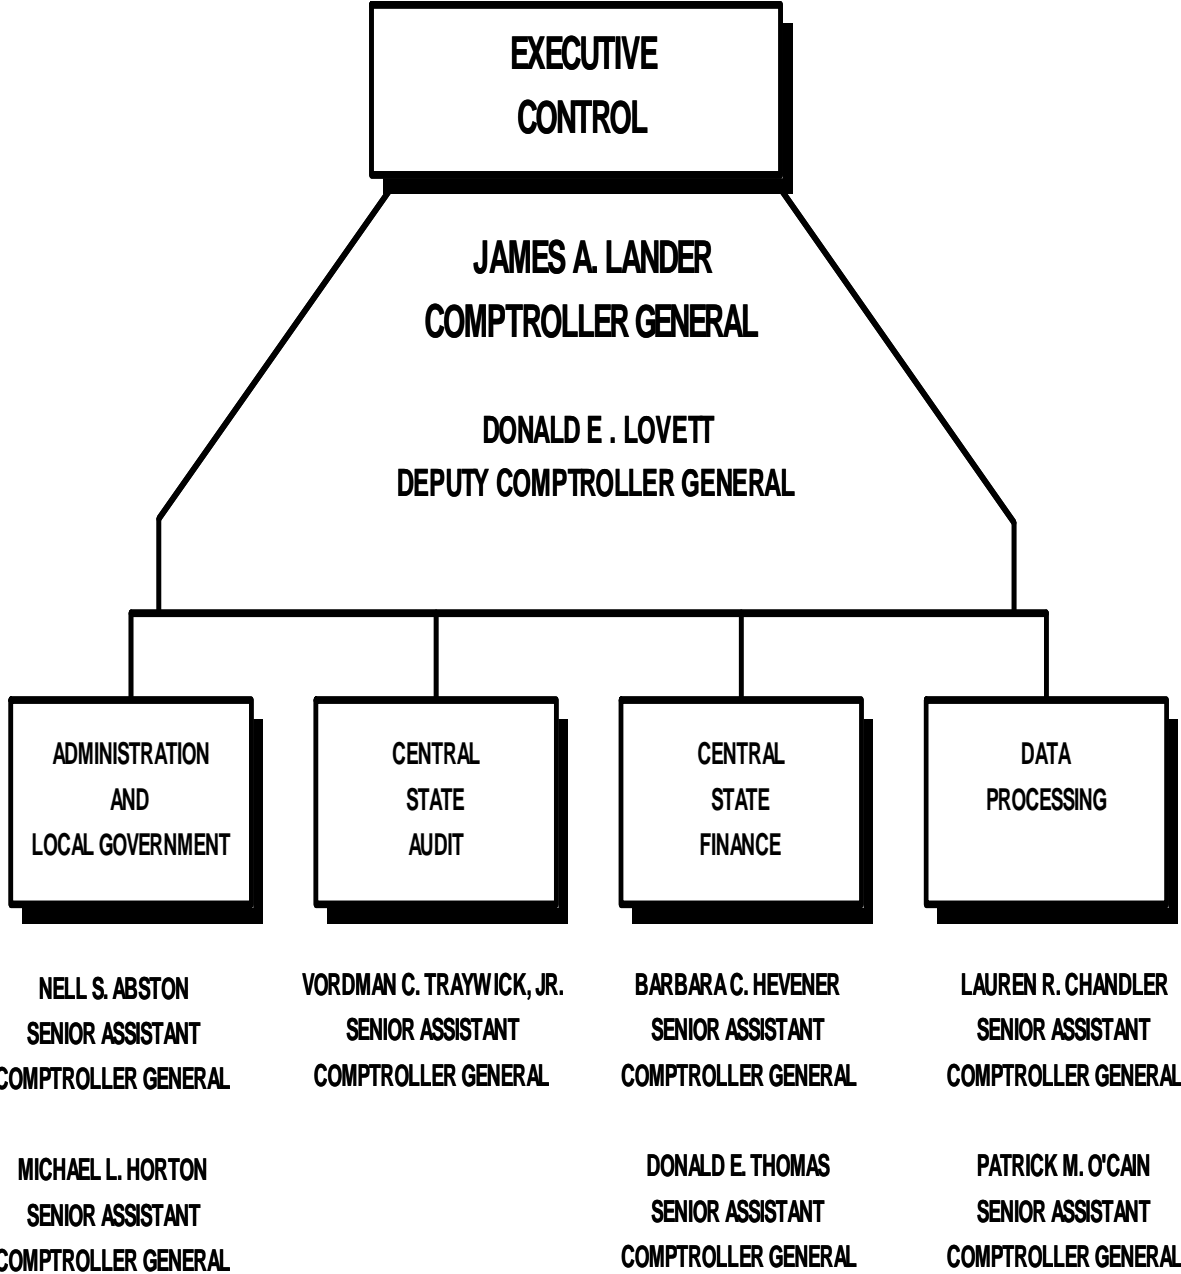 EXECUTIVE
CONTROL
JAMES A. LANDER
COMPTROLLER GENERAL
DONALD E . LOVETT
DEPUTY COMPTROLLER GENERAL
ADMINISTRATION
AND
LOCAL GOVERNMENT
CENTRAL
STATE
AUDIT
CENTRAL
STATE
FINANCE
DATA
PROCESSING
NELL S. ABSTON
SENIOR ASSISTANT
COMPTROLLER GENERAL
MICHAEL L. HORTON
SENIOR ASSISTANT
COMPTROLLER GENERAL
VORDMAN C. TRAYWICK, JR.
SENIOR ASSISTANT
COMPTROLLER GENERAL
BARBARA C. HEVENER
SENIOR ASSISTANT
COMPTROLLER GENERAL
DONALD E. THOMAS
SENIOR ASSISTANT
COMPTROLLER GENERAL
LAUREN R. CHANDLER
SENIOR ASSISTANT
COMPTROLLER GENERAL
PATRICK M. O'CAIN
SENIOR ASSISTANT
COMPTROLLER GENERAL